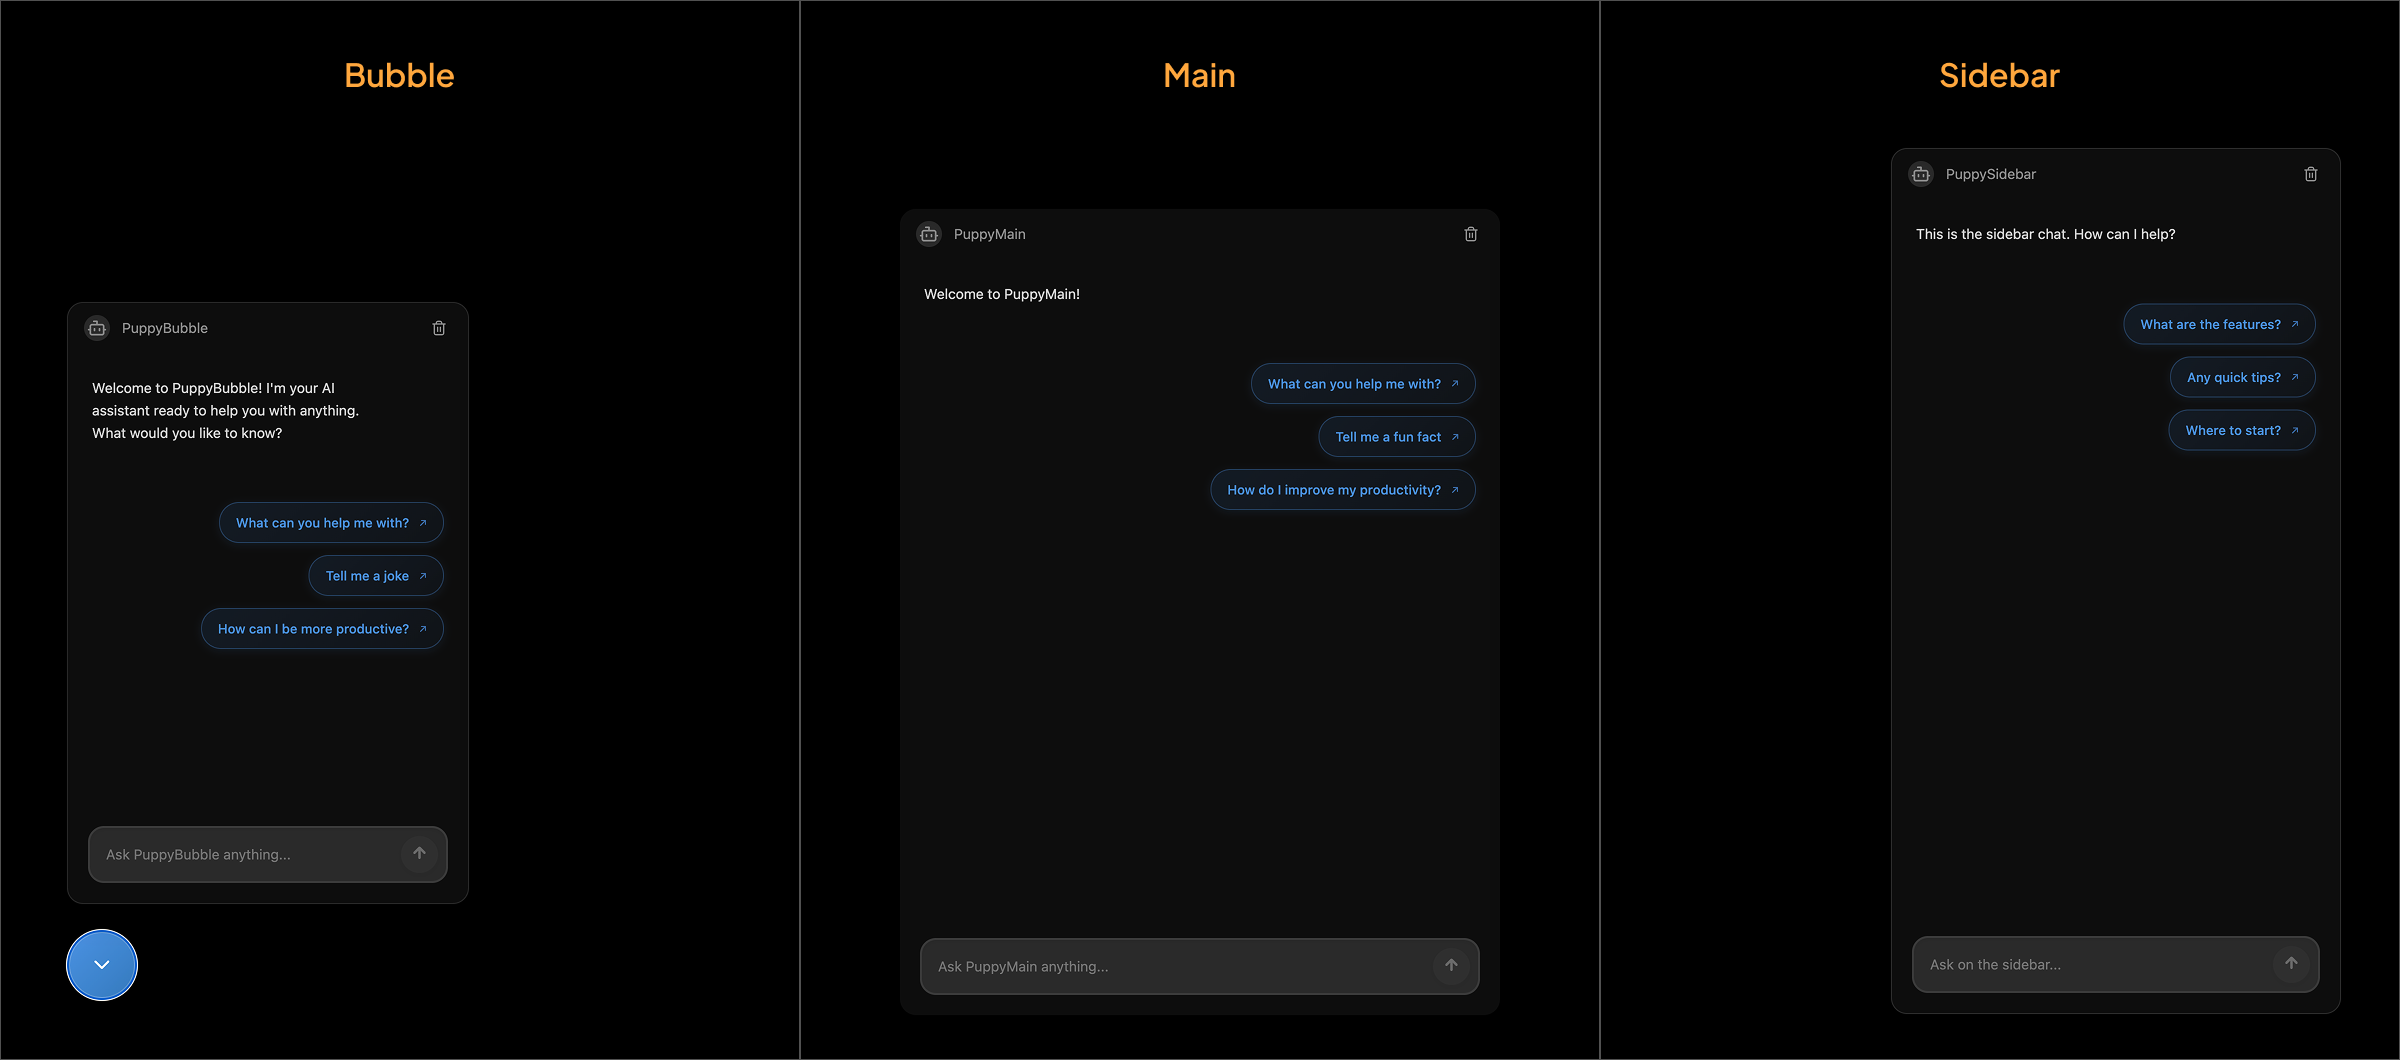 Bubble
PuppyBubble
Welcome to PuppyBubble! I'm your AI
assistant ready to help you with anything.
What would you like to know?
What can you help me with?
Tell me a joke
How can I be more productive?
Ask PuppyBubble anything...
Main
PuppyMain
Welcome to PuppyMain!
What can you help me with?
Tell me a fun fact
How do I improve my productivity?
Ask PuppyMain anything...
Sidebar
PuppySidebar
This is the sidebar chat. How can I help?
What are the features?
Any quick tips?
Where to start?
Ask on the sidebar...